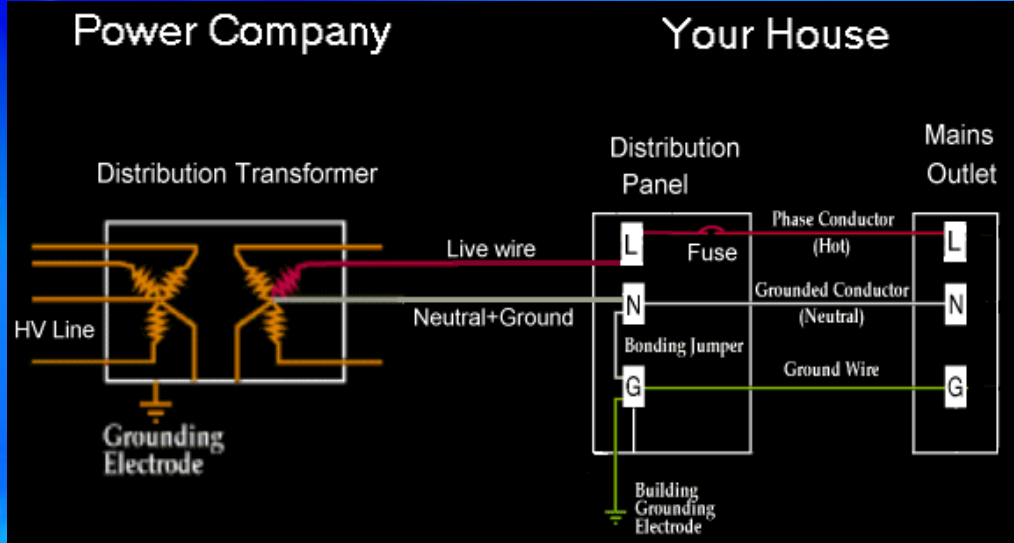 Power Company
Your House
Distribution Transformer
Distribution
Panel
Mains
Outlet
HV Line
Live wire
Neutral+Ground
Grounding
Electrode
L
Fuse
Phase Conductor
(Hot)
L
N
Grounded Conductor
(Neutral)
N
Bonding Jumper
G
Ground Wire
G
Building
Grounding
Electrode